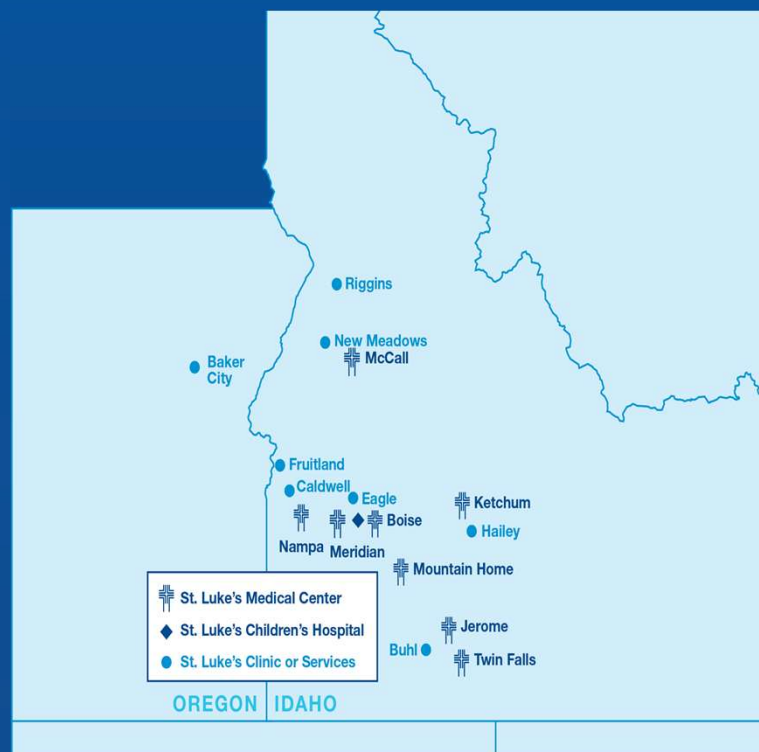 Riggins
New Meadows
McCall
Baker
City
Fruitland
Caldwell
Eagle
Ketchum
Boise
Hailey
Nampa
Meridian
Mountain Home
St. Luke's Medical Center
St. Luke's Children's Hospital
St. Luke's Clinic or Services
Jerome
Buhl
Twin Falls
OREGON IDAHO